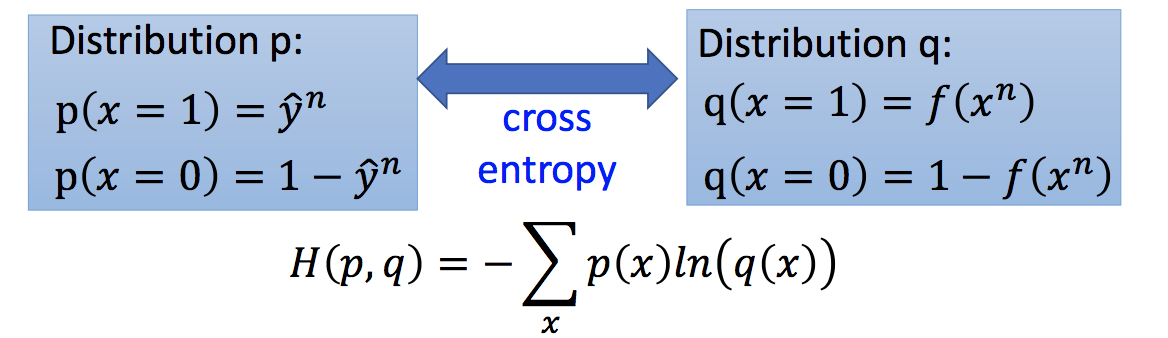 Distribution p:
p(x = 1) = ŷⁿ
p(x = 0) = 1 − ŷⁿ
cross
entropy
Distribution q:
q(x = 1) = f(xⁿ)
q(x = 0) = 1 − f(xⁿ)
H(p, q) = − ∑ p(x)ln(q(x))
x